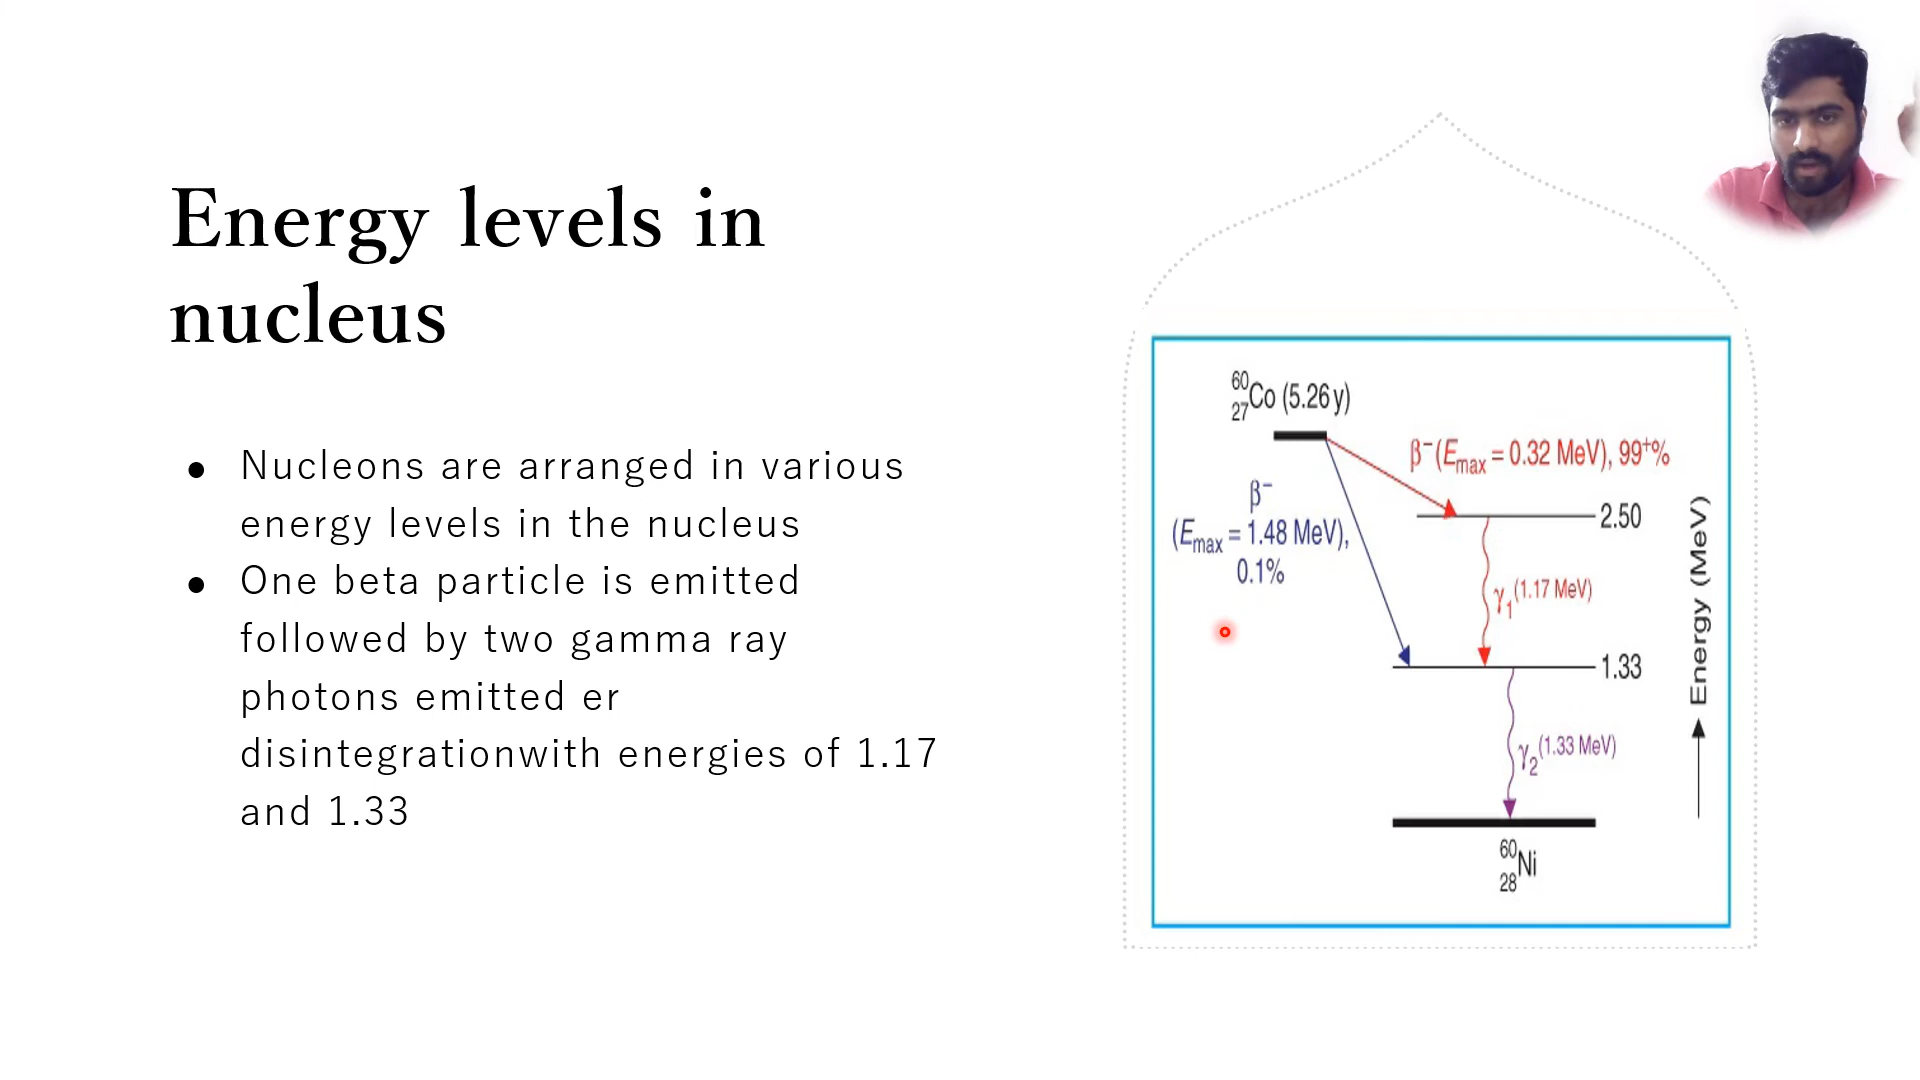 Energy levels in
nucleus
● Nucleons are arranged in various
energy levels in the nucleus
● One beta particle is emitted
followed by two gamma ray
photons emitted er
disintegrationwith energies of 1.17
and 1.33
⁶⁰₂₇Co (5.26 y)
β⁻(Eₘₐₓ = 0.32 MeV), 99⁺%
β⁻
(Eₘₐₓ = 1.48 MeV),
0.1%
2.50
γ₁(1.17 MeV)
1.33
γ₂(1.33 MeV)
⁶⁰₂₈Ni
Energy (MeV)